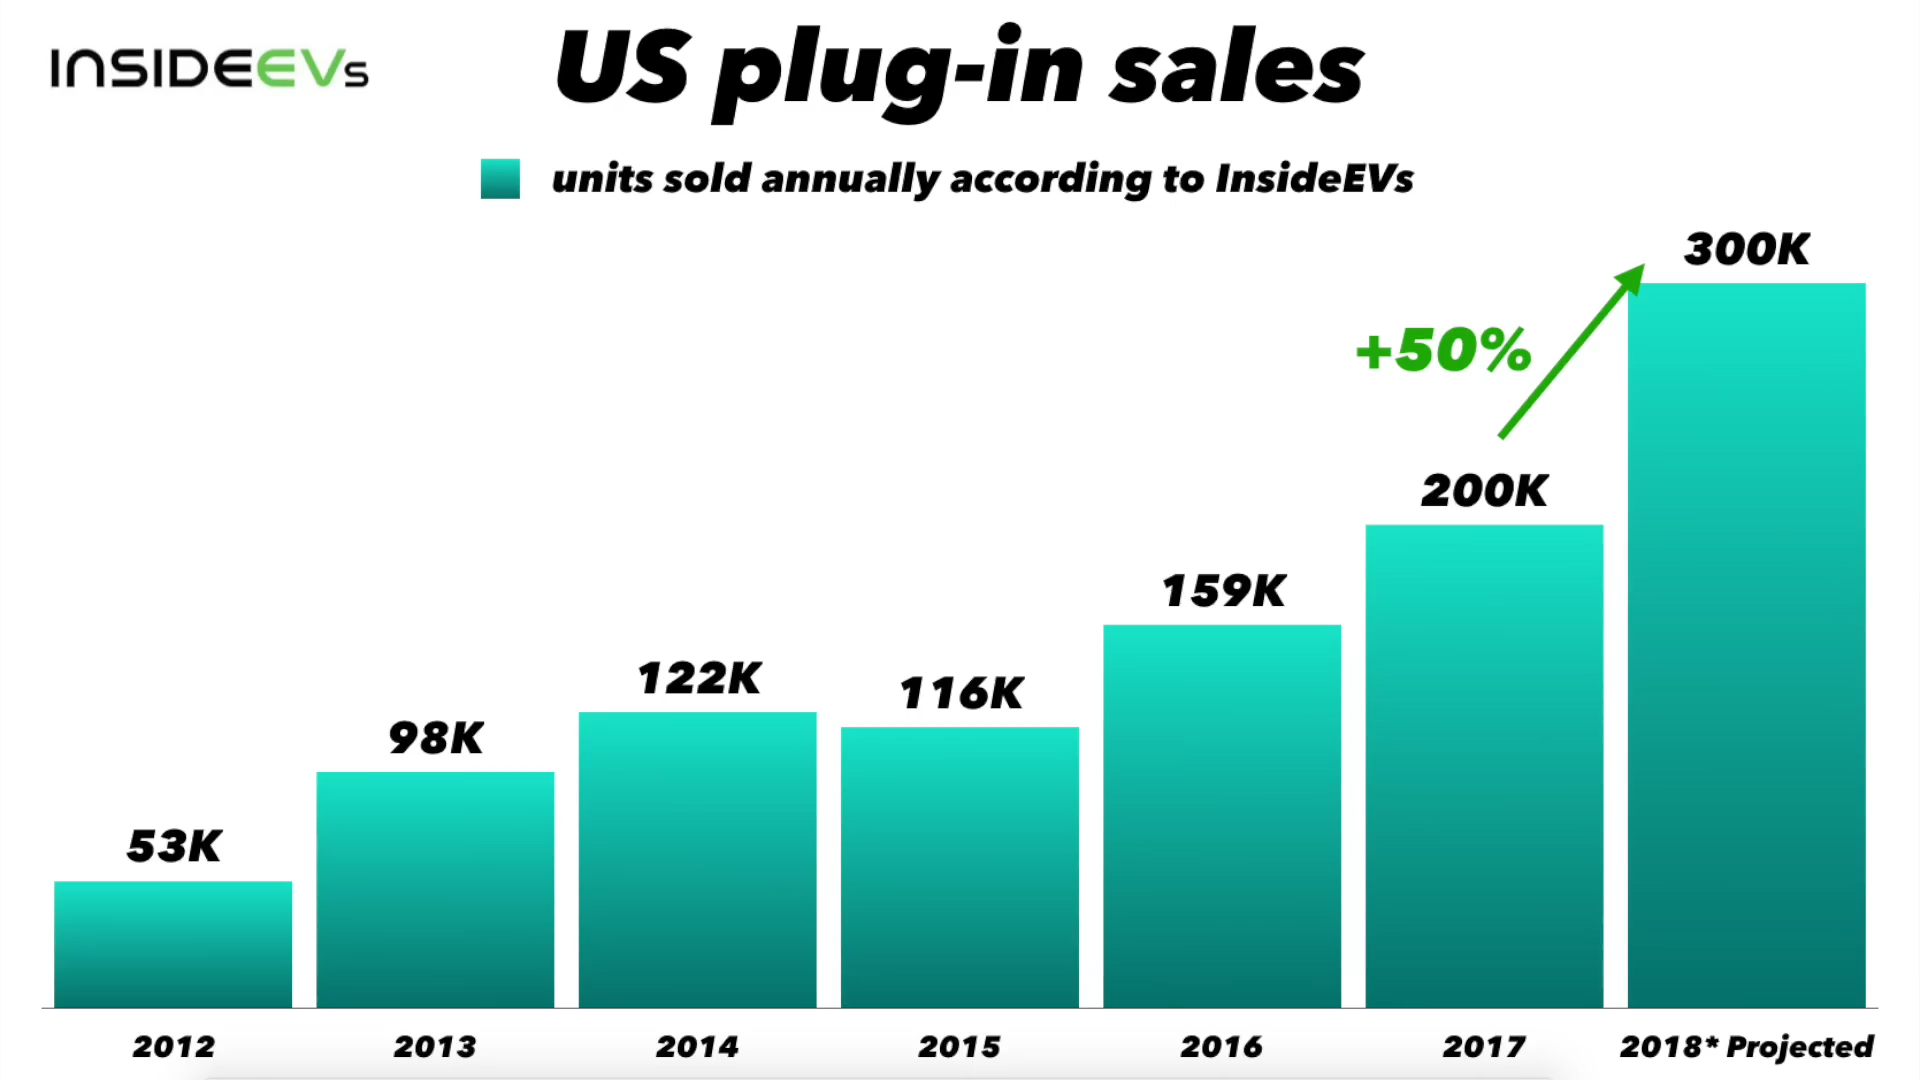 INSIDEEVs
US plug-in sales
units sold annually according to InsideEVs
300K
+50%
200K
159K
122K
116K
98K
53K
2012 2013 2014 2015 2016 2017 2018* Projected